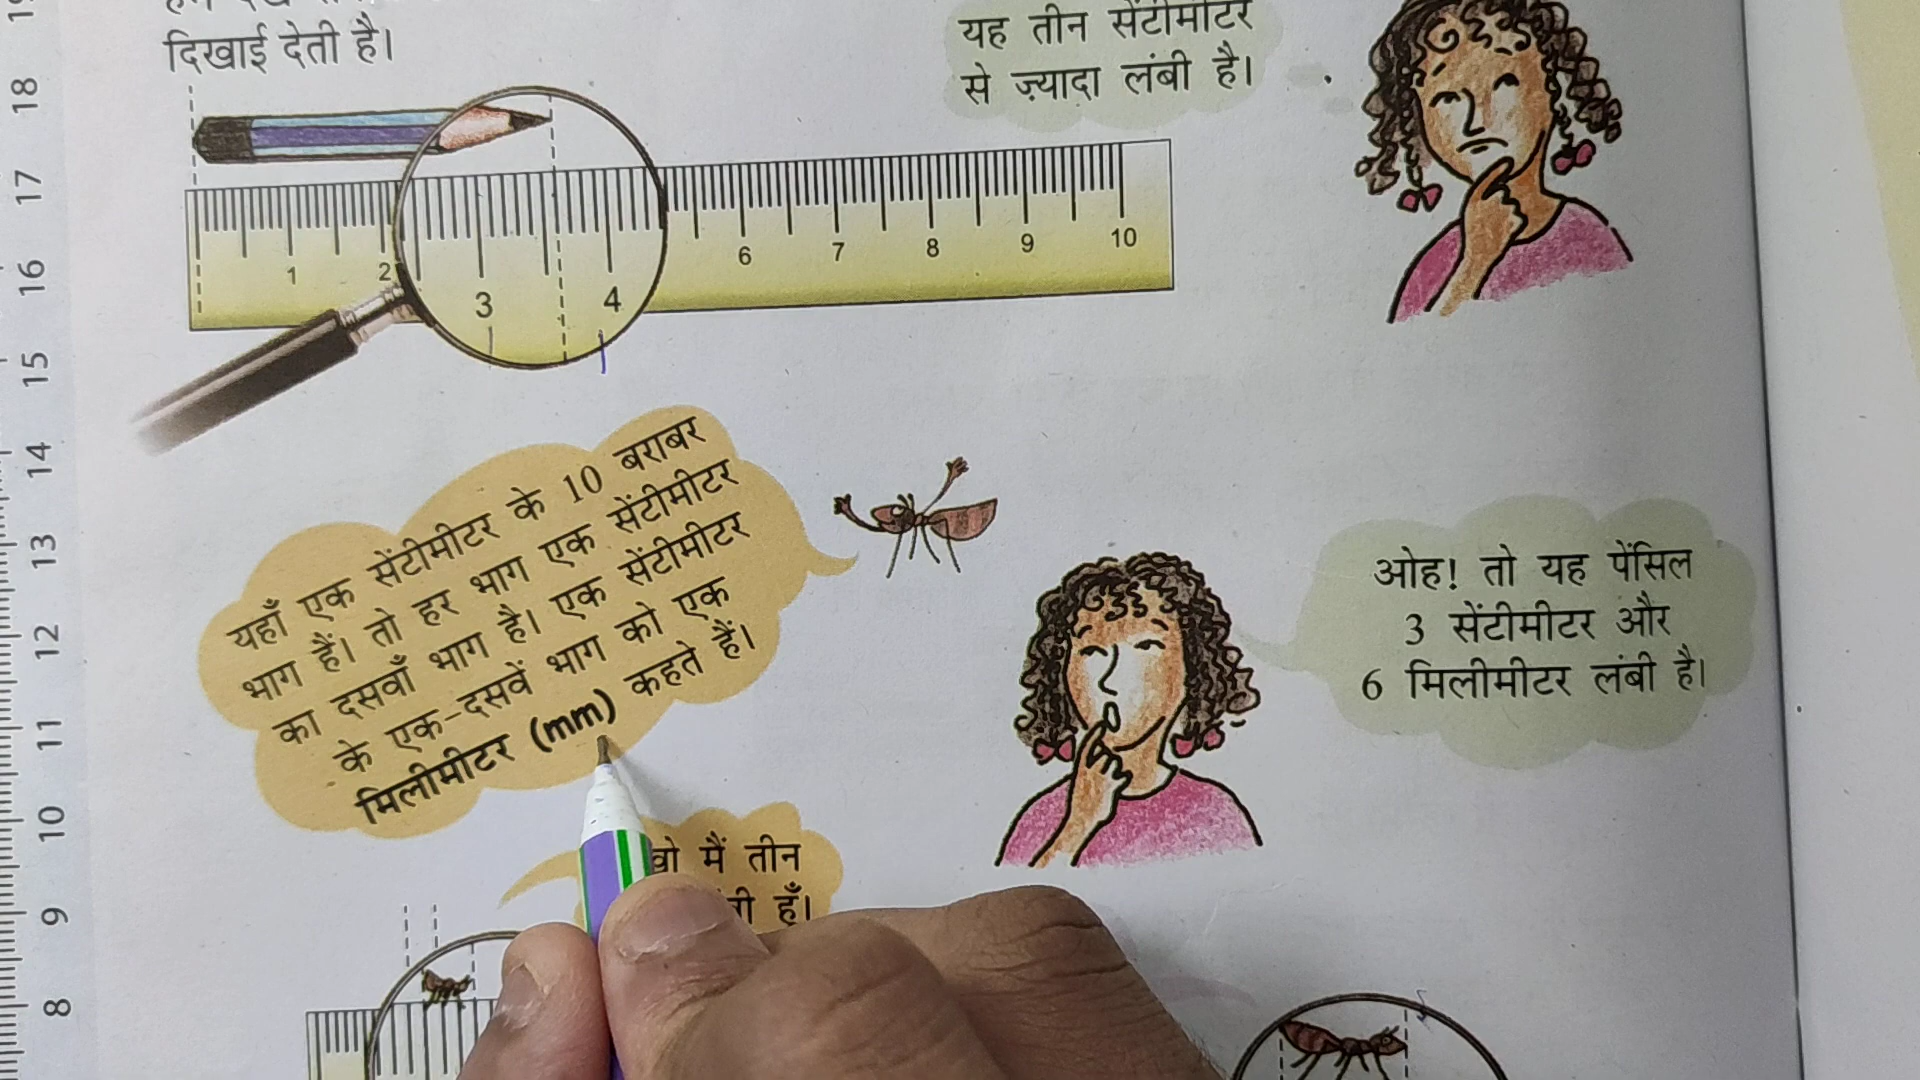 दिखाई देती है।
यह तीन सेंटीमीटर
से ज़्यादा लंबी है।
1 2 3 4 6 7 8 9 10
यहाँ एक सेंटीमीटर के 10 बराबर
भाग हैं। तो हर भाग एक सेंटीमीटर
का दसवाँ भाग है। एक सेंटीमीटर
के एक-दसवें भाग को एक
मिलीमीटर (mm) कहते हैं।
ओह! तो यह पेंसिल
3 सेंटीमीटर और
6 मिलीमीटर लंबी है।
मैं तीन
हूँ।
18
17
16
15
14
13
12
11
10
9
8